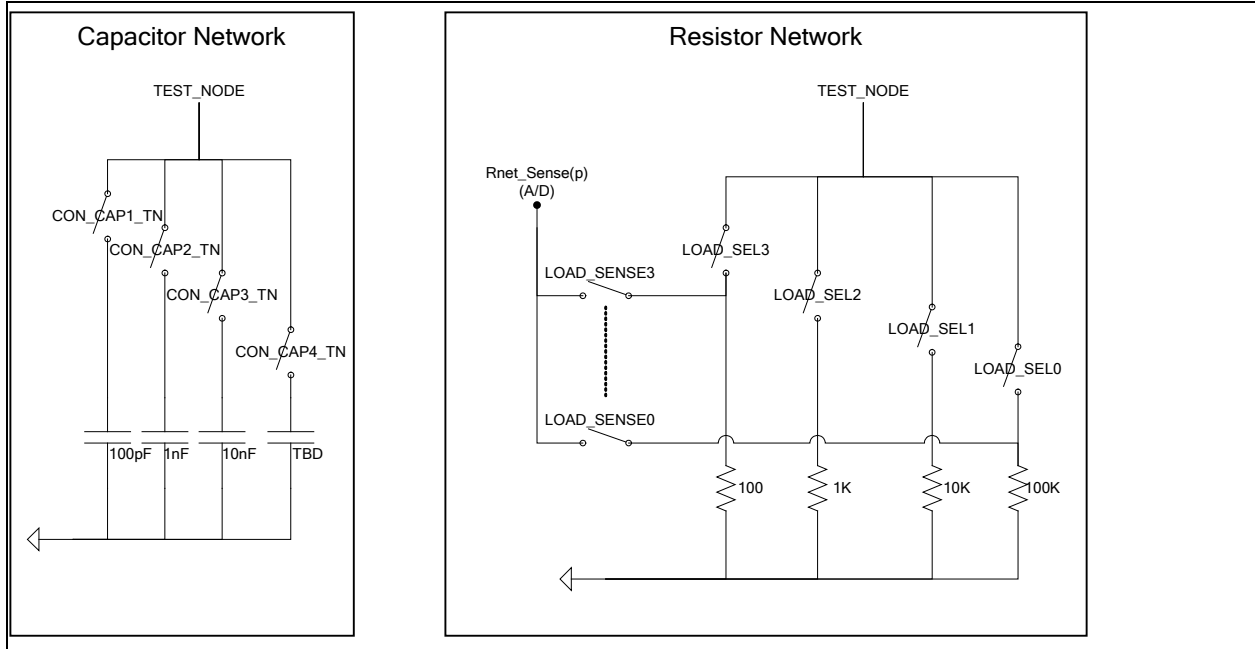 Capacitor Network
TEST_NODE
CON_CAP1_TN
CON_CAP2_TN
CON_CAP3_TN
CON_CAP4_TN
100pF
1nF
10nF
TBD
Resistor Network
TEST_NODE
Rnet_Sense(p)
(A/D)
LOAD_SEL3
LOAD_SENSE3
LOAD_SEL2
LOAD_SEL1
LOAD_SEL0
LOAD_SENSE0
100
1K
10K
100K